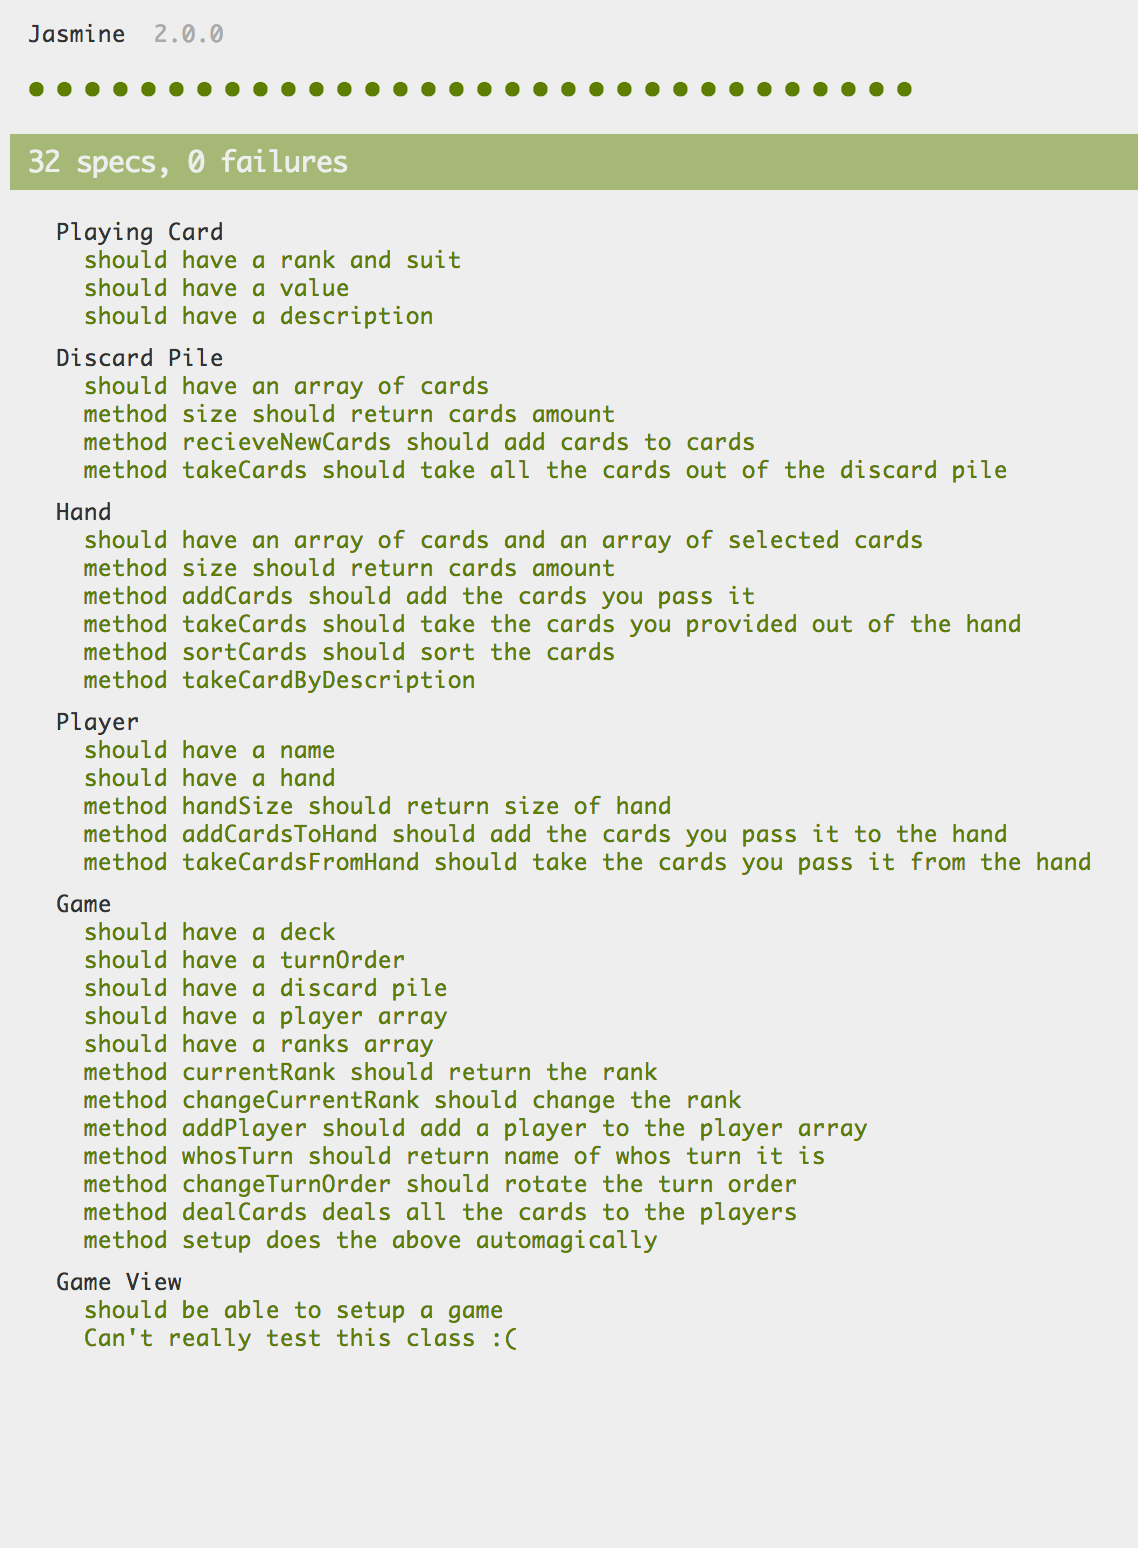 Jasmine 2.0.0
32 specs, 0 failures
Playing Card
should have a rank and suit
should have a value
should have a description
Discard Pile
should have an array of cards
method size should return cards amount
method recieveNewCards should add cards to cards
method takeCards should take all the cards out of the discard pile
Hand
should have an array of cards and an array of selected cards
method size should return cards amount
method addCards should add the cards you pass it
method takeCards should take the cards you provided out of the hand
method sortCards should sort the cards
method takeCardByDescription
Player
should have a name
should have a hand
method handSize should return size of hand
method addCardsToHand should add the cards you pass it to the hand
method takeCardsFromHand should take the cards you pass it from the hand
Game
should have a deck
should have a turnOrder
should have a discard pile
should have a player array
should have a ranks array
method currentRank should return the rank
method changeCurrentRank should change the rank
method addPlayer should add a player to the player array
method whosTurn should return name of whos turn it is
method changeTurnOrder should rotate the turn order
method dealCards deals all the cards to the players
method setup does the above automagically
Game View
should be able to setup a game
Can't really test this class :(